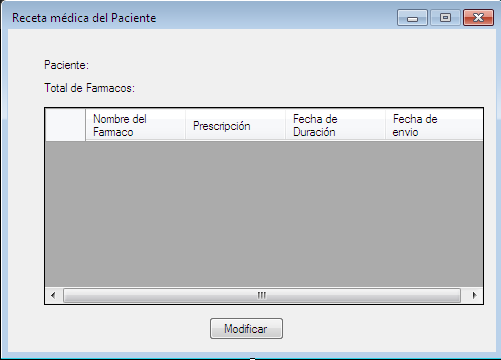 Receta médica del Paciente
Paciente:
Total de Farmacos:
Nombre del
Farmaco
Prescripción
Fecha de
Duración
Fecha de
envio
Modificar